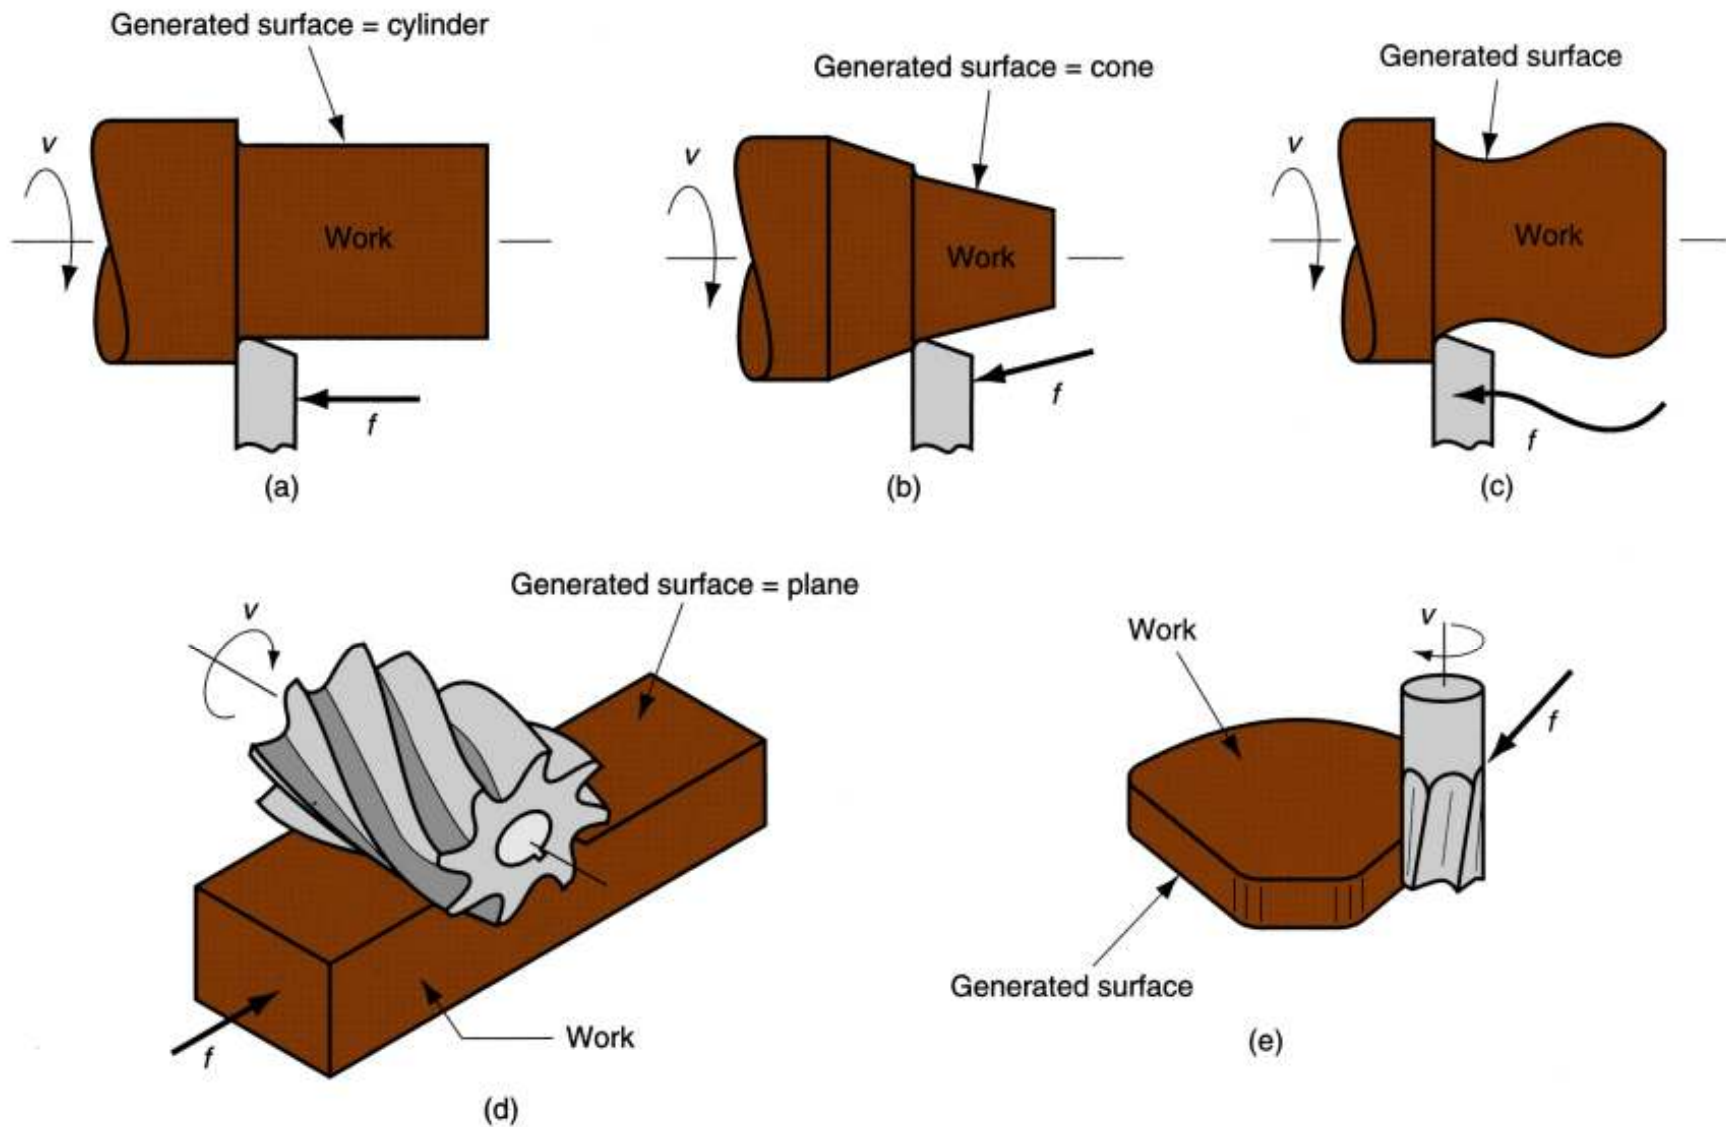 Generated surface = cylinder
v
Work
f
(a)
Generated surface = cone
v
Work
f
(b)
Generated surface
v
Work
f
(c)
Generated surface = plane
v
f
Work
(d)
Work
v
f
Generated surface
(e)